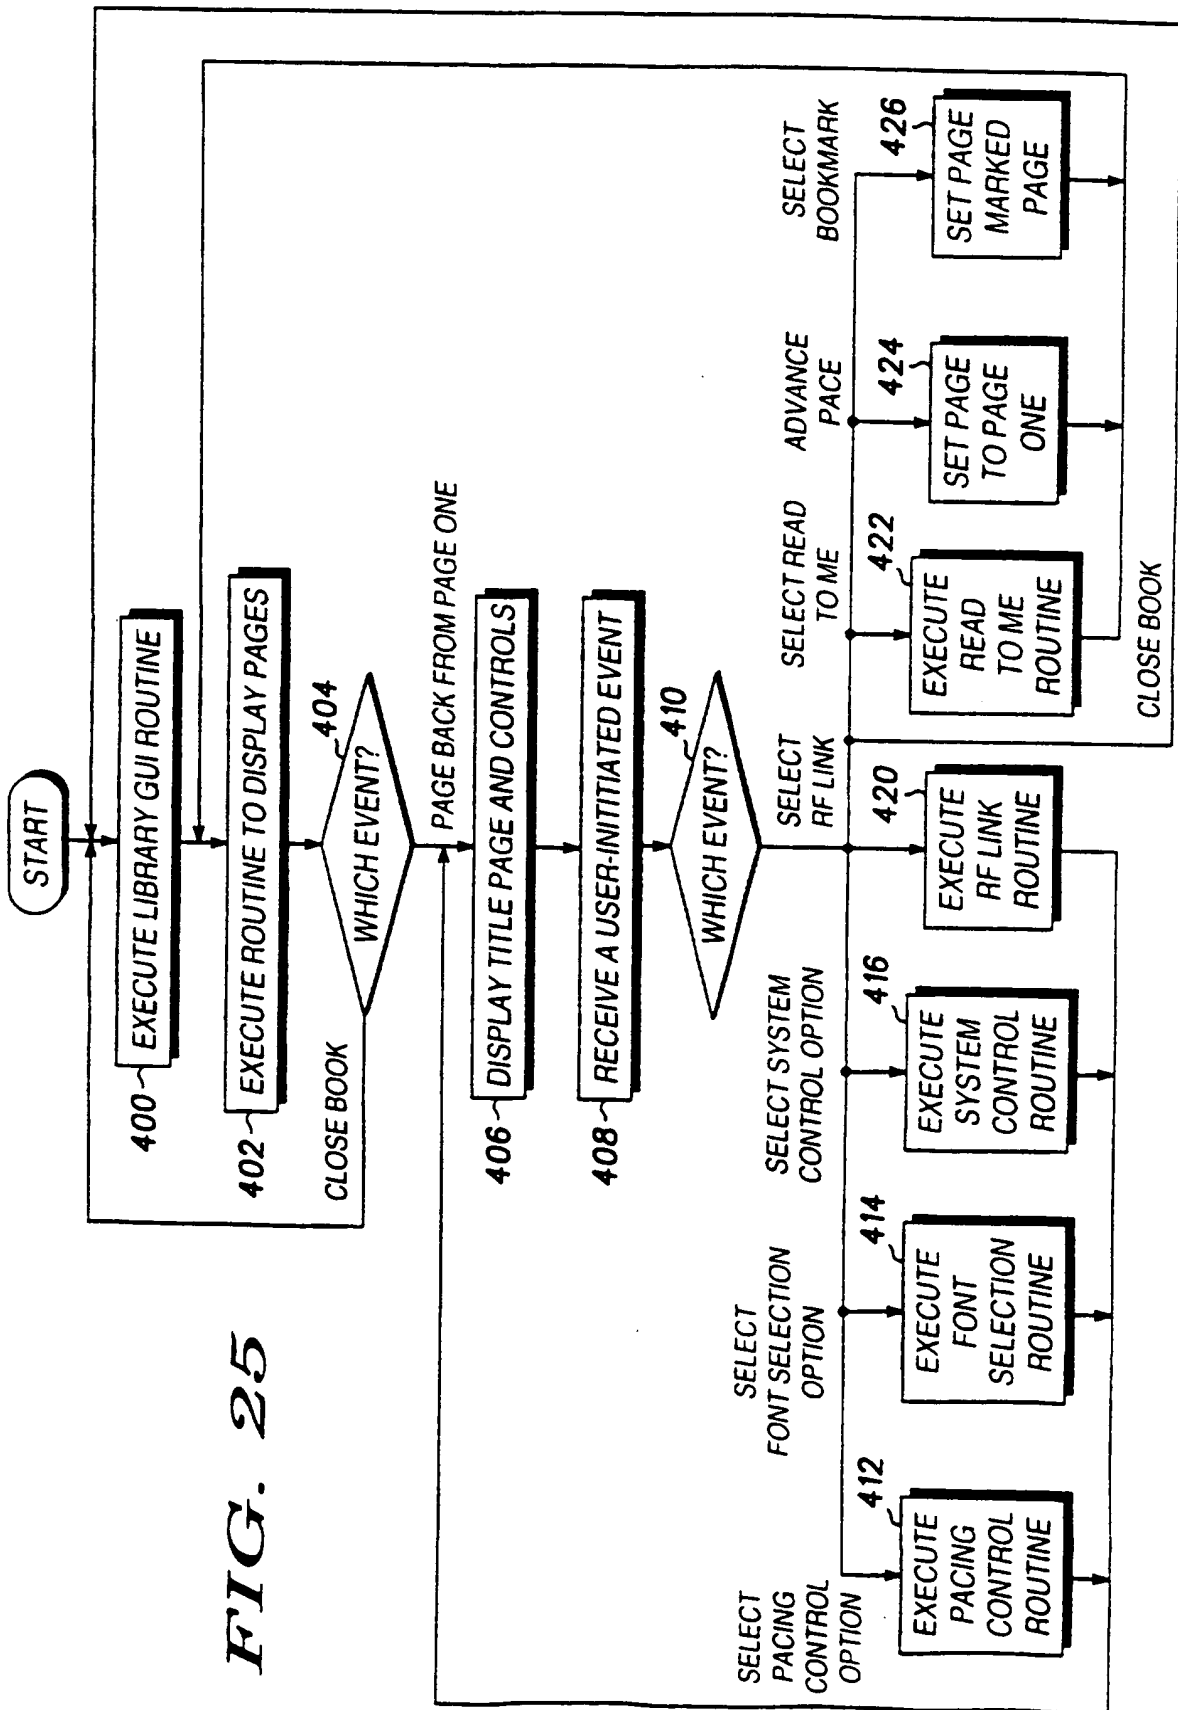 FIG. 25
START
400
EXECUTE LIBRARY GUI ROUTINE
402
EXECUTE ROUTINE TO DISPLAY PAGES
404
WHICH EVENT?
CLOSE BOOK
PAGE BACK FROM PAGE ONE
406
DISPLAY TITLE PAGE AND CONTROLS
408
RECEIVE A USER-INITITIATED EVENT
410
WHICH EVENT?
SELECT
PACING
CONTROL
OPTION
412
EXECUTE
PACING
CONTROL
ROUTINE
SELECT
FONT SELECTION
OPTION
414
EXECUTE
FONT
SELECTION
ROUTINE
SELECT SYSTEM
CONTROL OPTION
416
EXECUTE
SYSTEM
CONTROL
ROUTINE
SELECT
RF LINK
420
EXECUTE
RF LINK
ROUTINE
CLOSE BOOK
SELECT READ
TO ME
422
EXECUTE
READ
TO ME
ROUTINE
ADVANCE
PACE
424
SET PAGE
TO PAGE
ONE
SELECT
BOOKMARK
426
SET PAGE
MARKED
PAGE